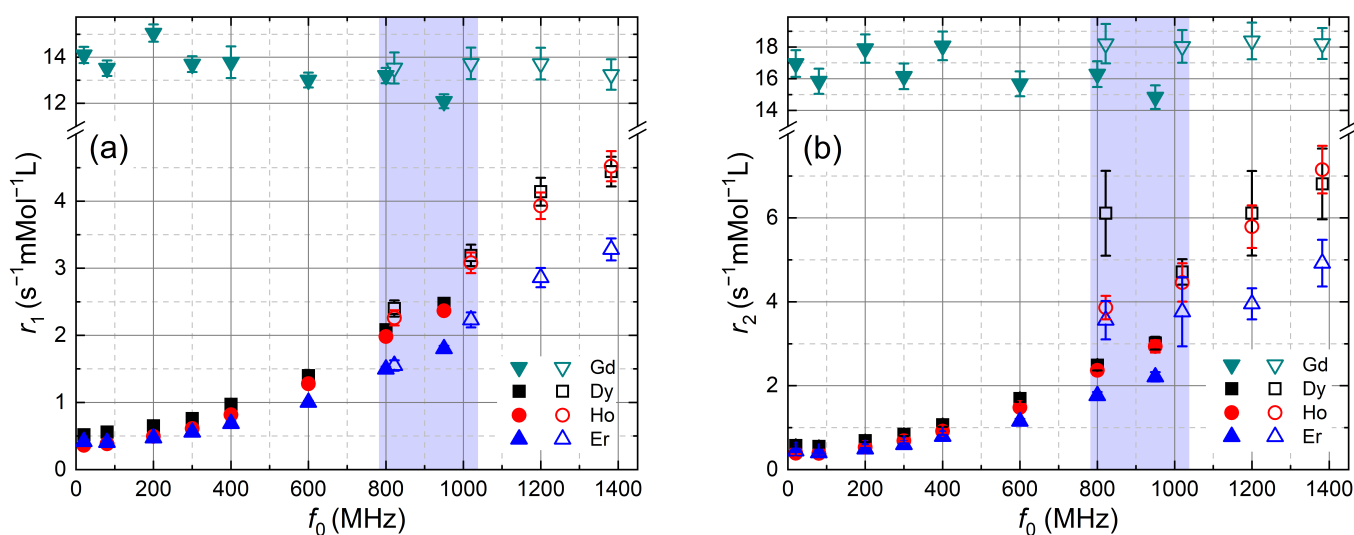 14
12
4
3
2
1
0
r₁ (s⁻¹mMol⁻¹L)
(a)
Gd
Dy
Ho
Er
0 200 400 600 800 1000 1200 1400
f₀ (MHz)
18
16
14
6
4
2
0
r₂ (s⁻¹mMol⁻¹L)
(b)
Gd
Dy
Ho
Er
0 200 400 600 800 1000 1200 1400
f₀ (MHz)